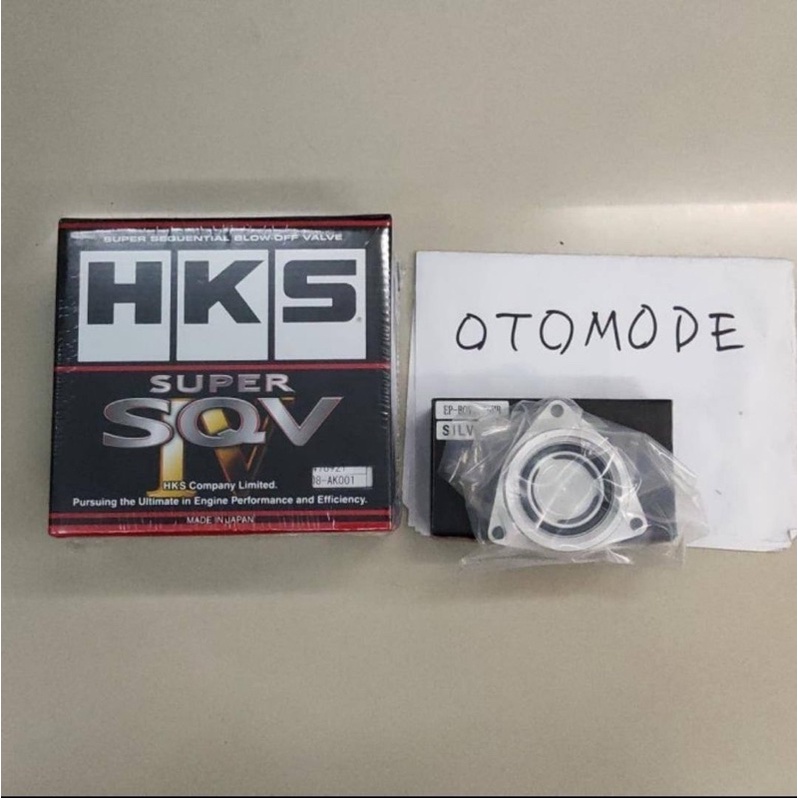 SUPER SEQUENTIAL BLOW-OFF VALVE
HKS
SUPER
SQV
IV
HKS Company Limited.
Pursuing the Ultimate in Engine Performance and Efficiency.
MADE IN JAPAN
OTOMODE